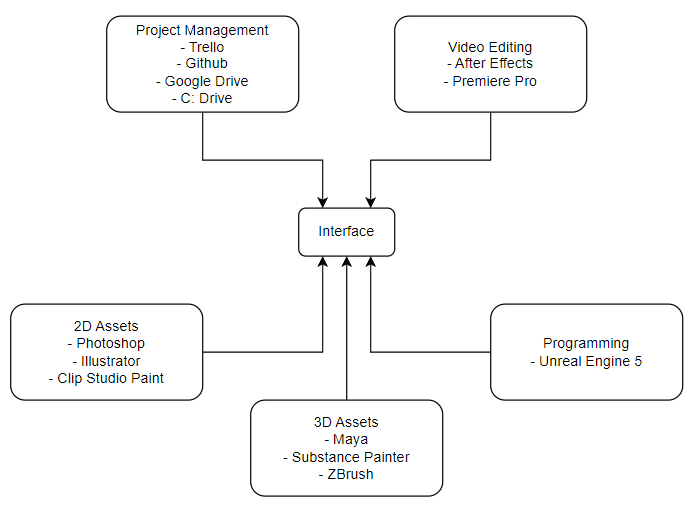 Project Management
- Trello
- Github
- Google Drive
- C: Drive
Video Editing
- After Effects
- Premiere Pro
Interface
2D Assets
- Photoshop
- Illustrator
- Clip Studio Paint
Programming
- Unreal Engine 5
3D Assets
- Maya
- Substance Painter
- ZBrush